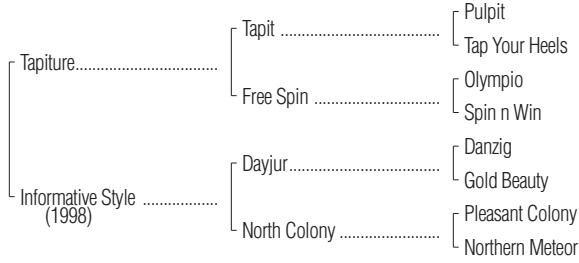 Pulpit
Tapit
Tap Your Heels
Tapiture
Olympio
Free Spin
Spin n Win
Danzig
Dayjur
Gold Beauty
Informative Style
(1998)
Pleasant Colony
North Colony
Northern Meteor